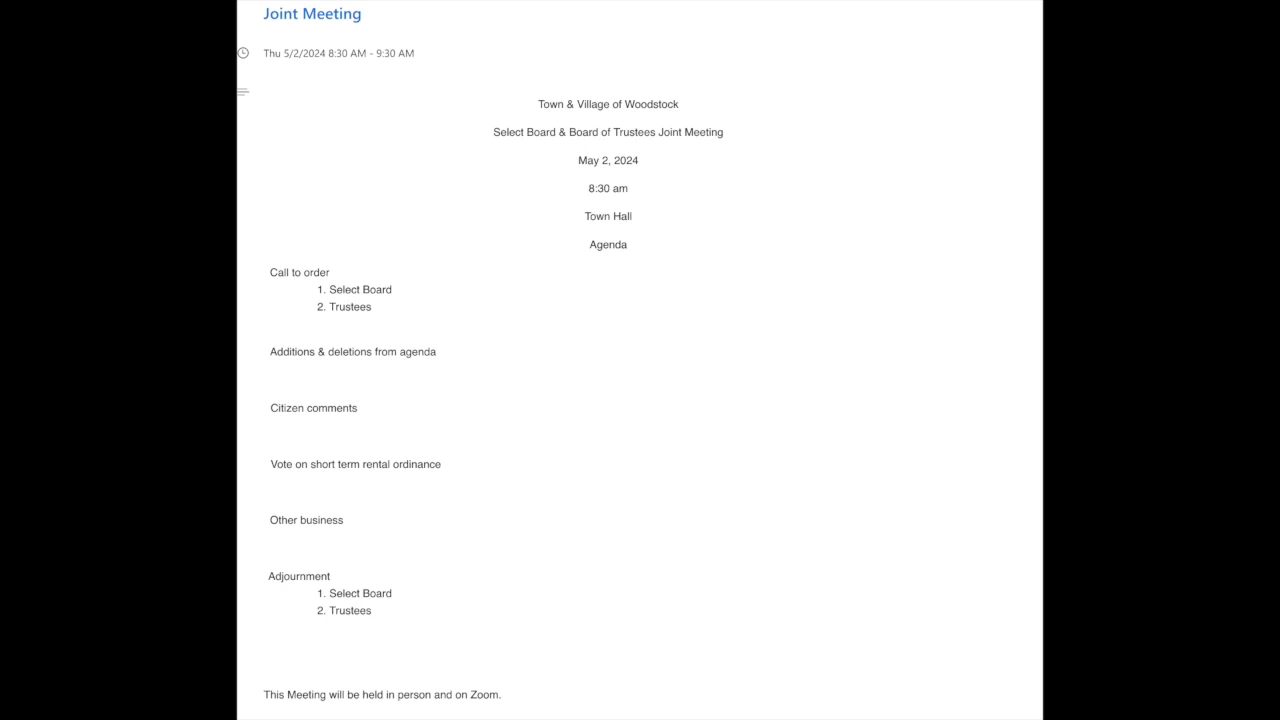 Joint Meeting
Thu 5/2/2024 8:30 AM - 9:30 AM
Town & Village of Woodstock
Select Board & Board of Trustees Joint Meeting
May 2, 2024
8:30 am
Town Hall
Agenda
Call to order
1. Select Board
2. Trustees
Additions & deletions from agenda
Citizen comments
Vote on short term rental ordinance
Other business
Adjournment
1. Select Board
2. Trustees
This Meeting will be held in person and on Zoom.